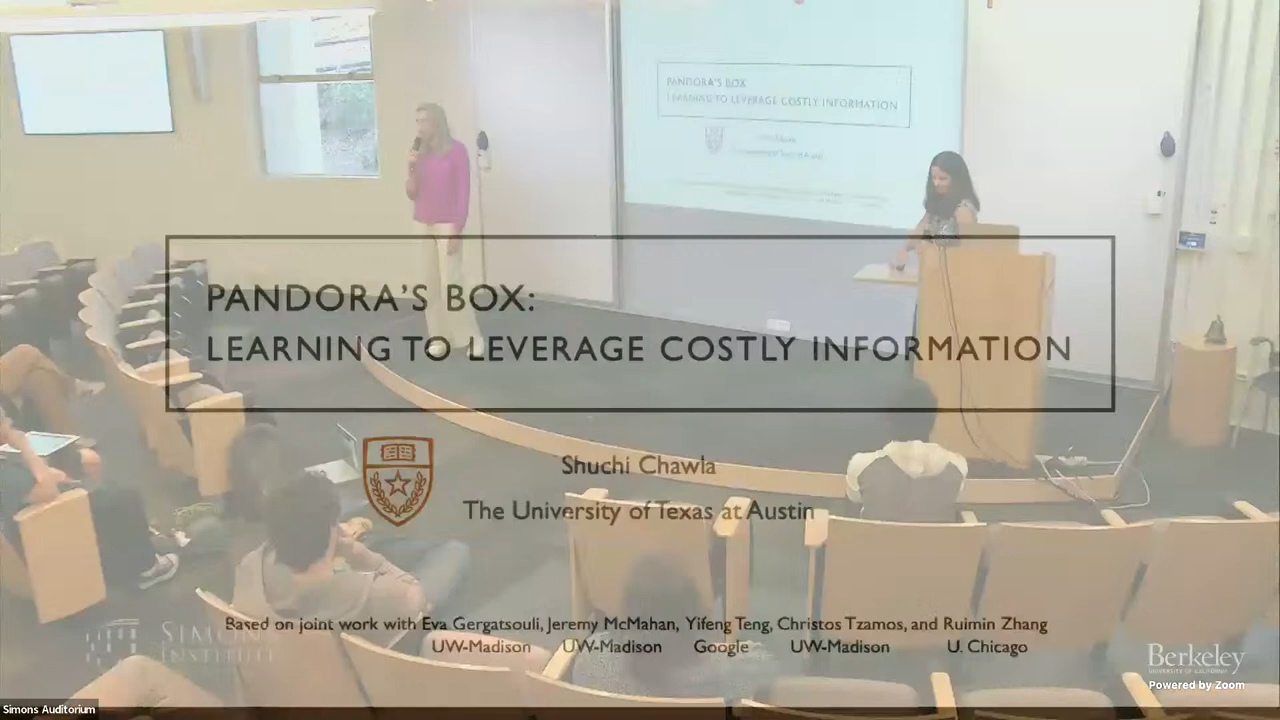 PANDORA'S BOX
LEARNING TO LEVERAGE COSTLY INFORMATION
PANDORA'S BOX:
LEARNING TO LEVERAGE COSTLY INFORMATION
Shuchi Chawla
The University of Texas at Austin
Based on joint work with Eva Gergatsouli, Jeremy McMahan, Yifeng Teng, Christos Tzamos, and Ruimin Zhang
UW-Madison UW-Madison Google UW-Madison U. Chicago
SIMONS
INSTITUTE
Berkeley
Powered by Zoom
Simons Auditorium